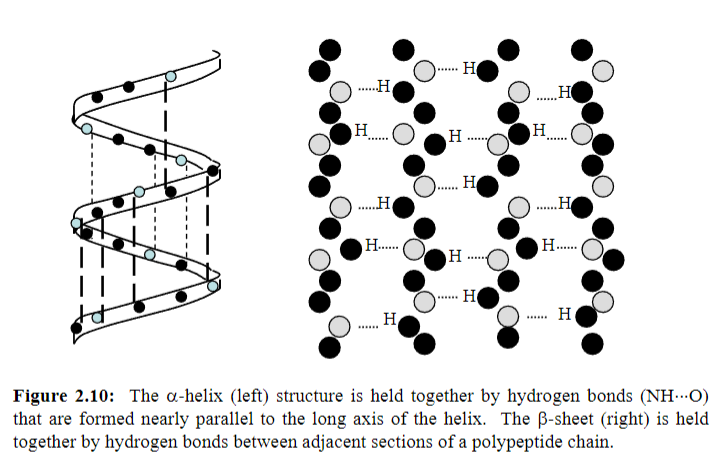 ...... H
.....H
......H
H.....
H .....
H.....
H
......
H
.....H
......H
H.....
H ......
H.....
H
.....
H
......
H
......
Figure 2.10: The α-helix (left) structure is held together by hydrogen bonds (NH···O)
that are formed nearly parallel to the long axis of the helix. The β-sheet (right) is held
together by hydrogen bonds between adjacent sections of a polypeptide chain.